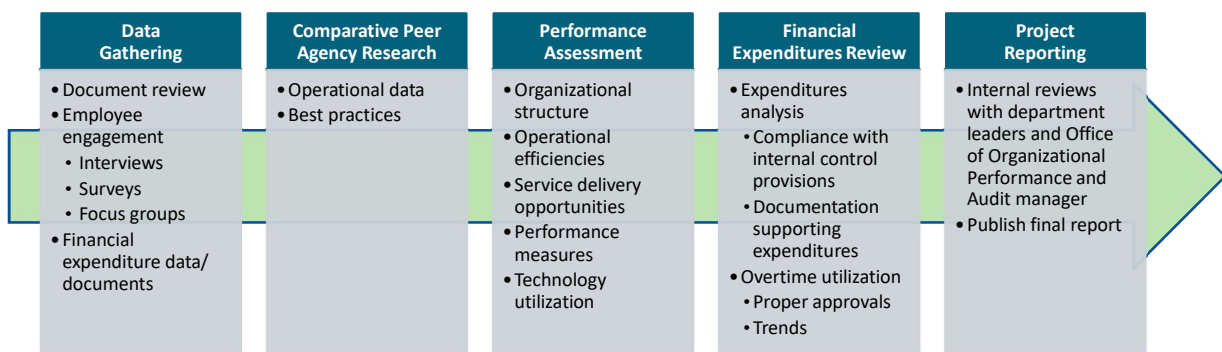 Data
Gathering
• Document review
• Employee
engagement
• Interviews
• Surveys
• Focus groups
• Financial
expenditure data/
documents
Comparative Peer
Agency Research
• Operational data
• Best practices
Performance
Assessment
• Organizational
structure
• Operational
efficiencies
• Service delivery
opportunities
• Performance
measures
• Technology
utilization
Financial
Expenditures Review
• Expenditures
analysis
• Compliance with
internal control
provisions
• Documentation
supporting
expenditures
• Overtime utilization
• Proper approvals
• Trends
Project
Reporting
• Internal reviews
with department
leaders and Office
of Organizational
Performance and
Audit manager
• Publish final report